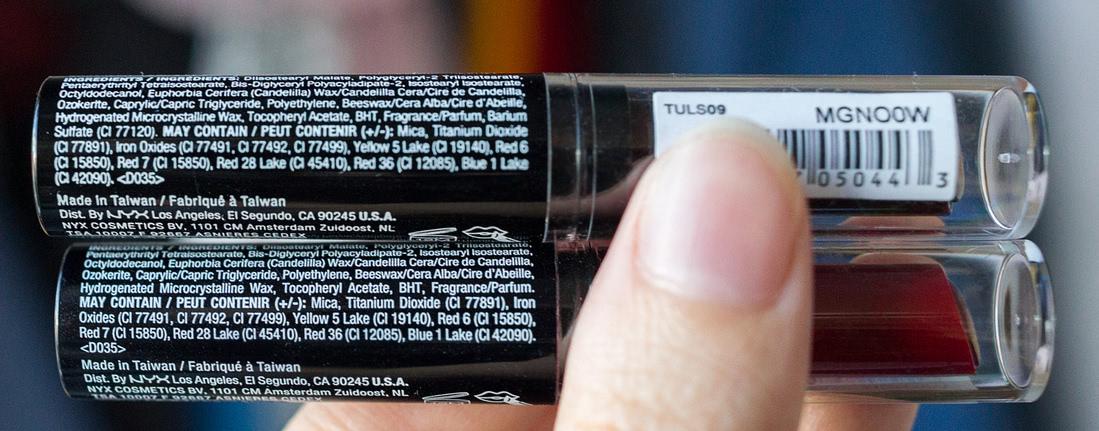 INGREDIENTS / INGRÉDIENTS: Diisostearyl Malate, Polyglyceryl-2 Triisostearate,
Pentaerythrityl Tetraisostearate, Bis-Diglyceryl Polyacyladipate-2, Isostearyl Isostearate,
Octyldodecanol, Euphorbia Cerifera (Candelilla) Wax/Candelilla Cera/Cire de Candelilla,
Ozokerite, Caprylic/Capric Triglyceride, Polyethylene, Beeswax/Cera Alba/Cire d'Abeille,
Hydrogenated Microcrystalline Wax, Tocopheryl Acetate, BHT, Fragrance/Parfum, Barium
Sulfate (CI 77120). MAY CONTAIN / PEUT CONTENIR (+/-): Mica, Titanium Dioxide
(CI 77891), Iron Oxides (CI 77491, CI 77492, CI 77499), Yellow 5 Lake (CI 19140), Red 6
(CI 15850), Red 7 (CI 15850), Red 28 Lake (CI 45410), Red 36 (CI 12085), Blue 1 Lake
(CI 42090). <D035>
Made in Taiwan / Fabriqué à Taiwan
Dist. By NYX Los Angeles, El Segundo, CA 90245 U.S.A.
NYX COSMETICS BV, 1101 CM Amsterdam Zuidoost, NL
TSA 10007 F 92667 ASNIERES CEDEX
TULS09
MGNO0W
05044 3
Diisostearyl Malate, Polyglyceryl-2 Triisostearate,
Pentaerythrityl Tetraisostearate, Bis-Diglyceryl Polyacyladipate-2, Isostearyl Isostearate,
Octyldodecanol, Euphorbia Cerifera (Candelilla) Wax/Candelilla Cera/Cire de Candelilla,
Ozokerite, Caprylic/Capric Triglyceride, Polyethylene, Beeswax/Cera Alba/Cire d'Abeille,
Hydrogenated Microcrystalline Wax, Tocopheryl Acetate, BHT, Fragrance/Parfum.
MAY CONTAIN / PEUT CONTENIR (+/-): Mica, Titanium Dioxide (CI 77891), Iron
Oxides (CI 77491, CI 77492, CI 77499), Yellow 5 Lake (CI 19140), Red 6 (CI 15850),
Red 7 (CI 15850), Red 28 Lake (CI 45410), Red 36 (CI 12085), Blue 1 Lake (CI 42090).
<D035>
Made in Taiwan / Fabriqué à Taiwan
Dist. By NYX Los Angeles, El Segundo, CA 90245 U.S.A.
NYX COSMETICS BV, 1101 CM Amsterdam Zuidoost, NL
TSA 10007 F 92667 ASNIERES CEDEX